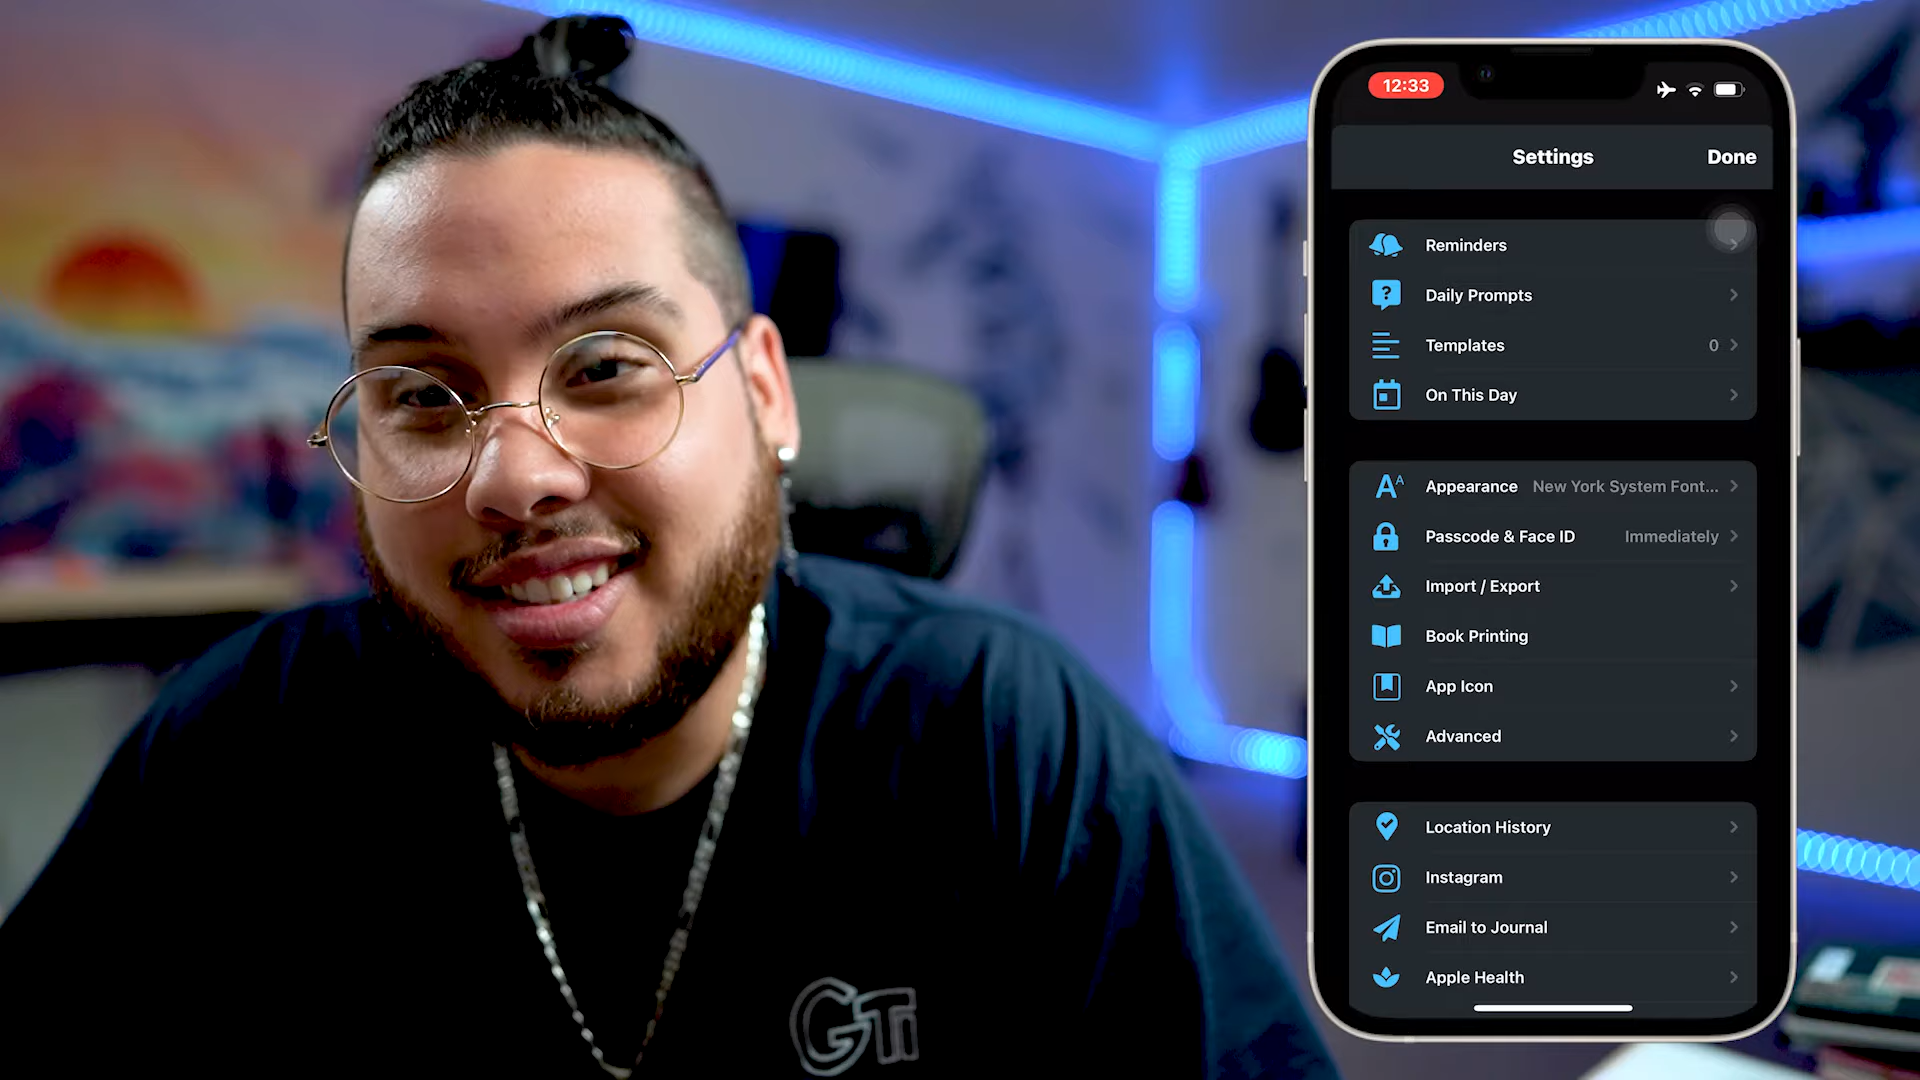 12:33
Settings
Done
Reminders
Daily Prompts
Templates 0
On This Day
Appearance New York System Font...
Passcode & Face ID Immediately
Import / Export
Book Printing
App Icon
Advanced
Location History
Instagram
Email to Journal
Apple Health
GTi